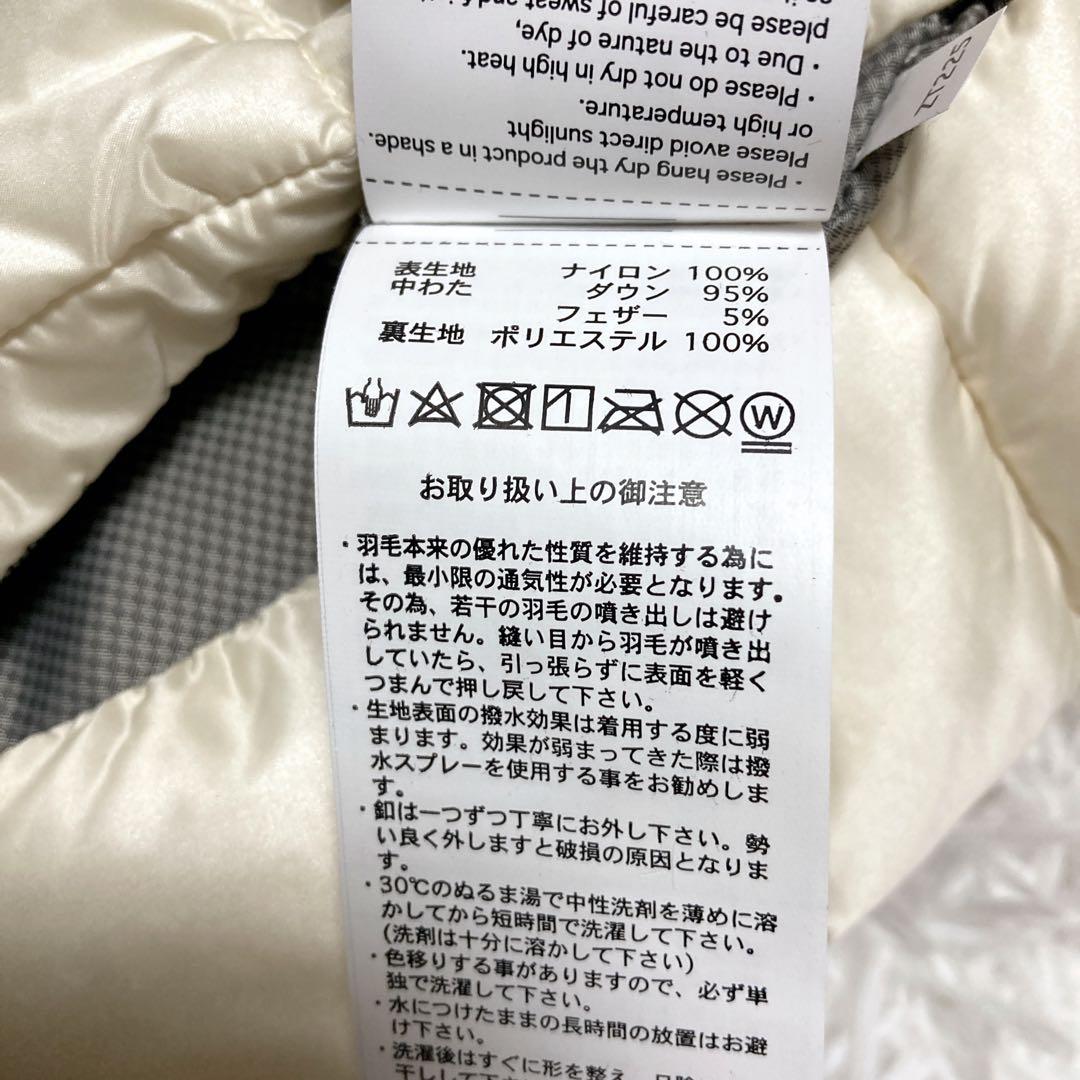 please be careful of sweat and
・Due to the nature of dye,
・Please do not dry in high heat.
or high temperature.
Please avoid direct sunlight
・Please hang dry the product in a shade.
表生地 ナイロン 100%
中わた ダウン 95%
フェザー 5%
裏生地 ポリエステル 100%
W
お取り扱い上の御注意
・羽毛本来の優れた性質を維持する為に
は、最小限の通気性が必要となります。
その為、若干の羽毛の噴き出しは避け
られません。縫い目から羽毛が噴き出
していたら、引っ張らずに表面を軽く
つまんで押し戻して下さい。
・生地表面の撥水効果は着用する度に弱
まります。効果が弱まってきた際は撥
水スプレーを使用する事をお勧めしま
す。
・釦は一つずつ丁寧にお外し下さい。勢
い良く外しますと破損の原因となりま
す。
・30℃のぬるま湯で中性洗剤を薄めに溶
かしてから短時間で洗濯して下さい。
(洗剤は十分に溶かして下さい)
・色移りする事がありますので、必ず単
独で洗濯して下さい。
・水につけたままの長時間の放置はお避
け下さい。
・洗濯後はすぐに形を整え、
干しして下さい